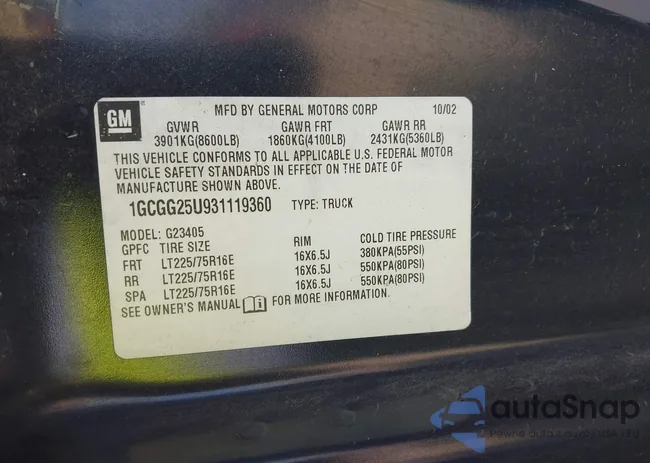 GM
MFD BY GENERAL MOTORS CORP 10/02
GVWR GAWR FRT GAWR RR
3901KG(8600LB) 1860KG(4100LB) 2431KG(5360LB)
THIS VEHICLE CONFORMS TO ALL APPLICABLE U.S. FEDERAL MOTOR
VEHICLE SAFETY STANDARDS IN EFFECT ON THE DATE OF
MANUFACTURE SHOWN ABOVE.
1GCGG25U931119360 TYPE: TRUCK
MODEL: G23405
GPFC TIRE SIZE RIM COLD TIRE PRESSURE
FRT LT225/75R16E 16X6.5J 380KPA(55PSI)
RR LT225/75R16E 16X6.5J 550KPA(80PSI)
SPA LT225/75R16E 16X6.5J 550KPA(80PSI)
SEE OWNER'S MANUAL FOR MORE INFORMATION.
autaSnap